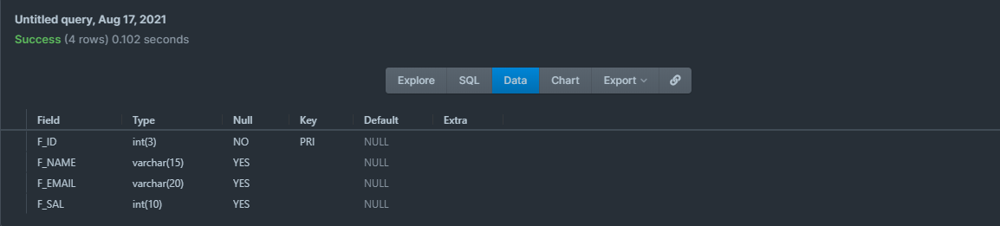 Untitled query, Aug 17, 2021
Success (4 rows) 0.102 seconds
Explore SQL Data Chart Export
Field Type Null Key Default Extra
F_ID int(3) NO PRI NULL
F_NAME varchar(15) YES NULL
F_EMAIL varchar(20) YES NULL
F_SAL int(10) YES NULL